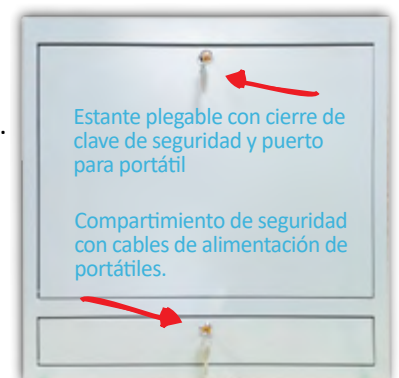 Estante plegable con cierre de
clave de seguridad y puerto
para portátil
Compartimiento de seguridad
con cables de alimentación de
portátiles.